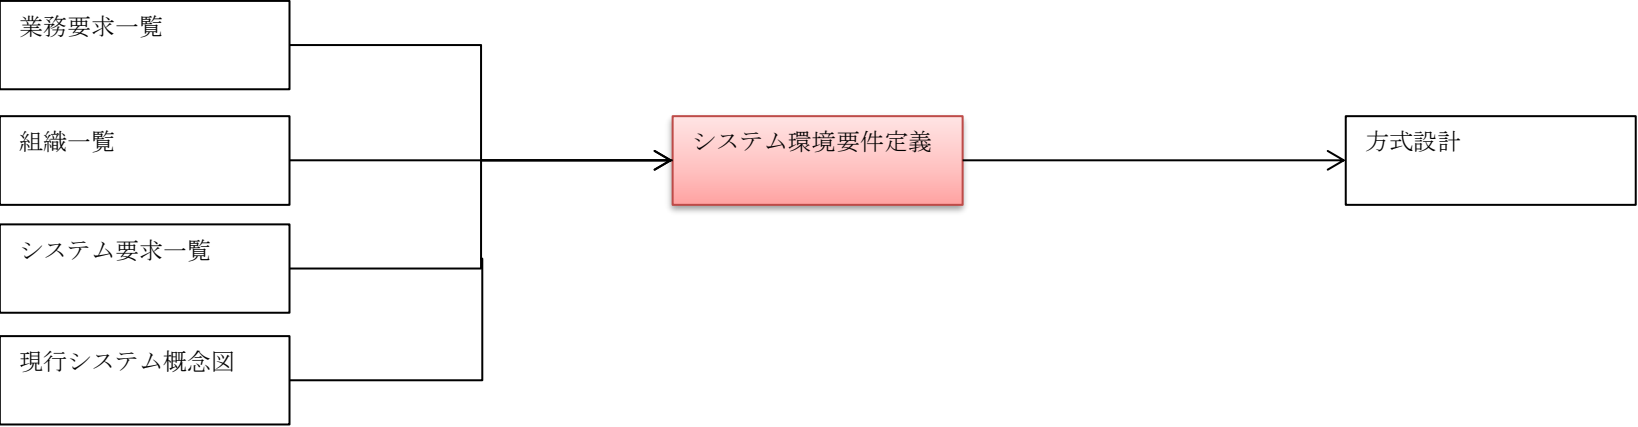 業務要求一覧
組織一覧
システム要求一覧
現行システム概念図
システム環境要件定義
方式設計